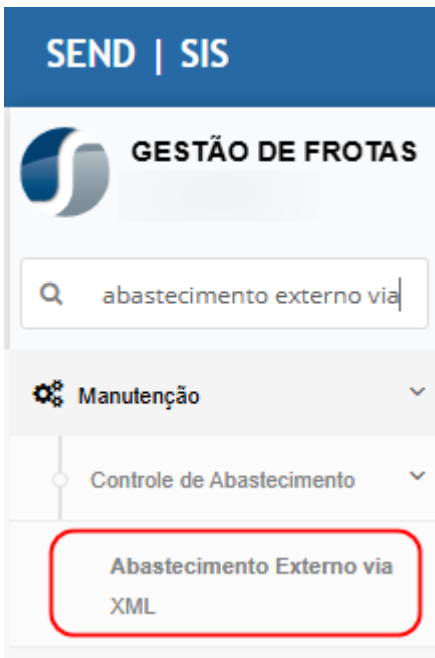 SEND | SIS
GESTÃO DE FROTAS
abastecimento externo via
Manutenção
Controle de Abastecimento
Abastecimento Externo via
XML